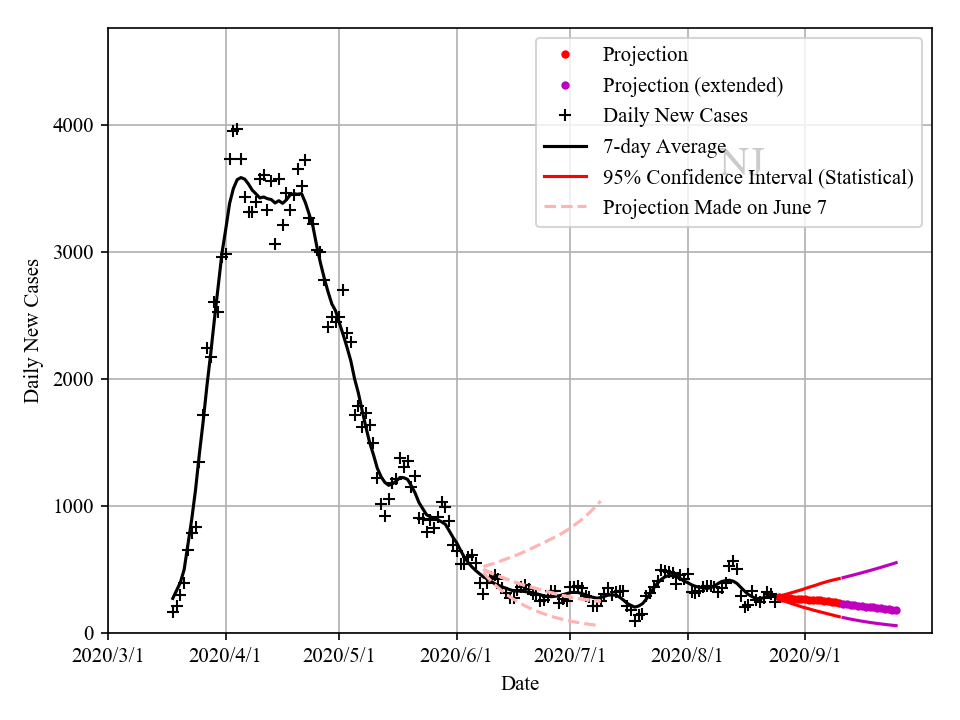 Projection
Projection (extended)
Daily New Cases
7-day Average
NJ
95% Confidence Interval (Statistical)
Projection Made on June 7
4000
3000
2000
1000
0
Daily New Cases
2020/3/1 2020/4/1 2020/5/1 2020/6/1 2020/7/1 2020/8/1 2020/9/1
Date